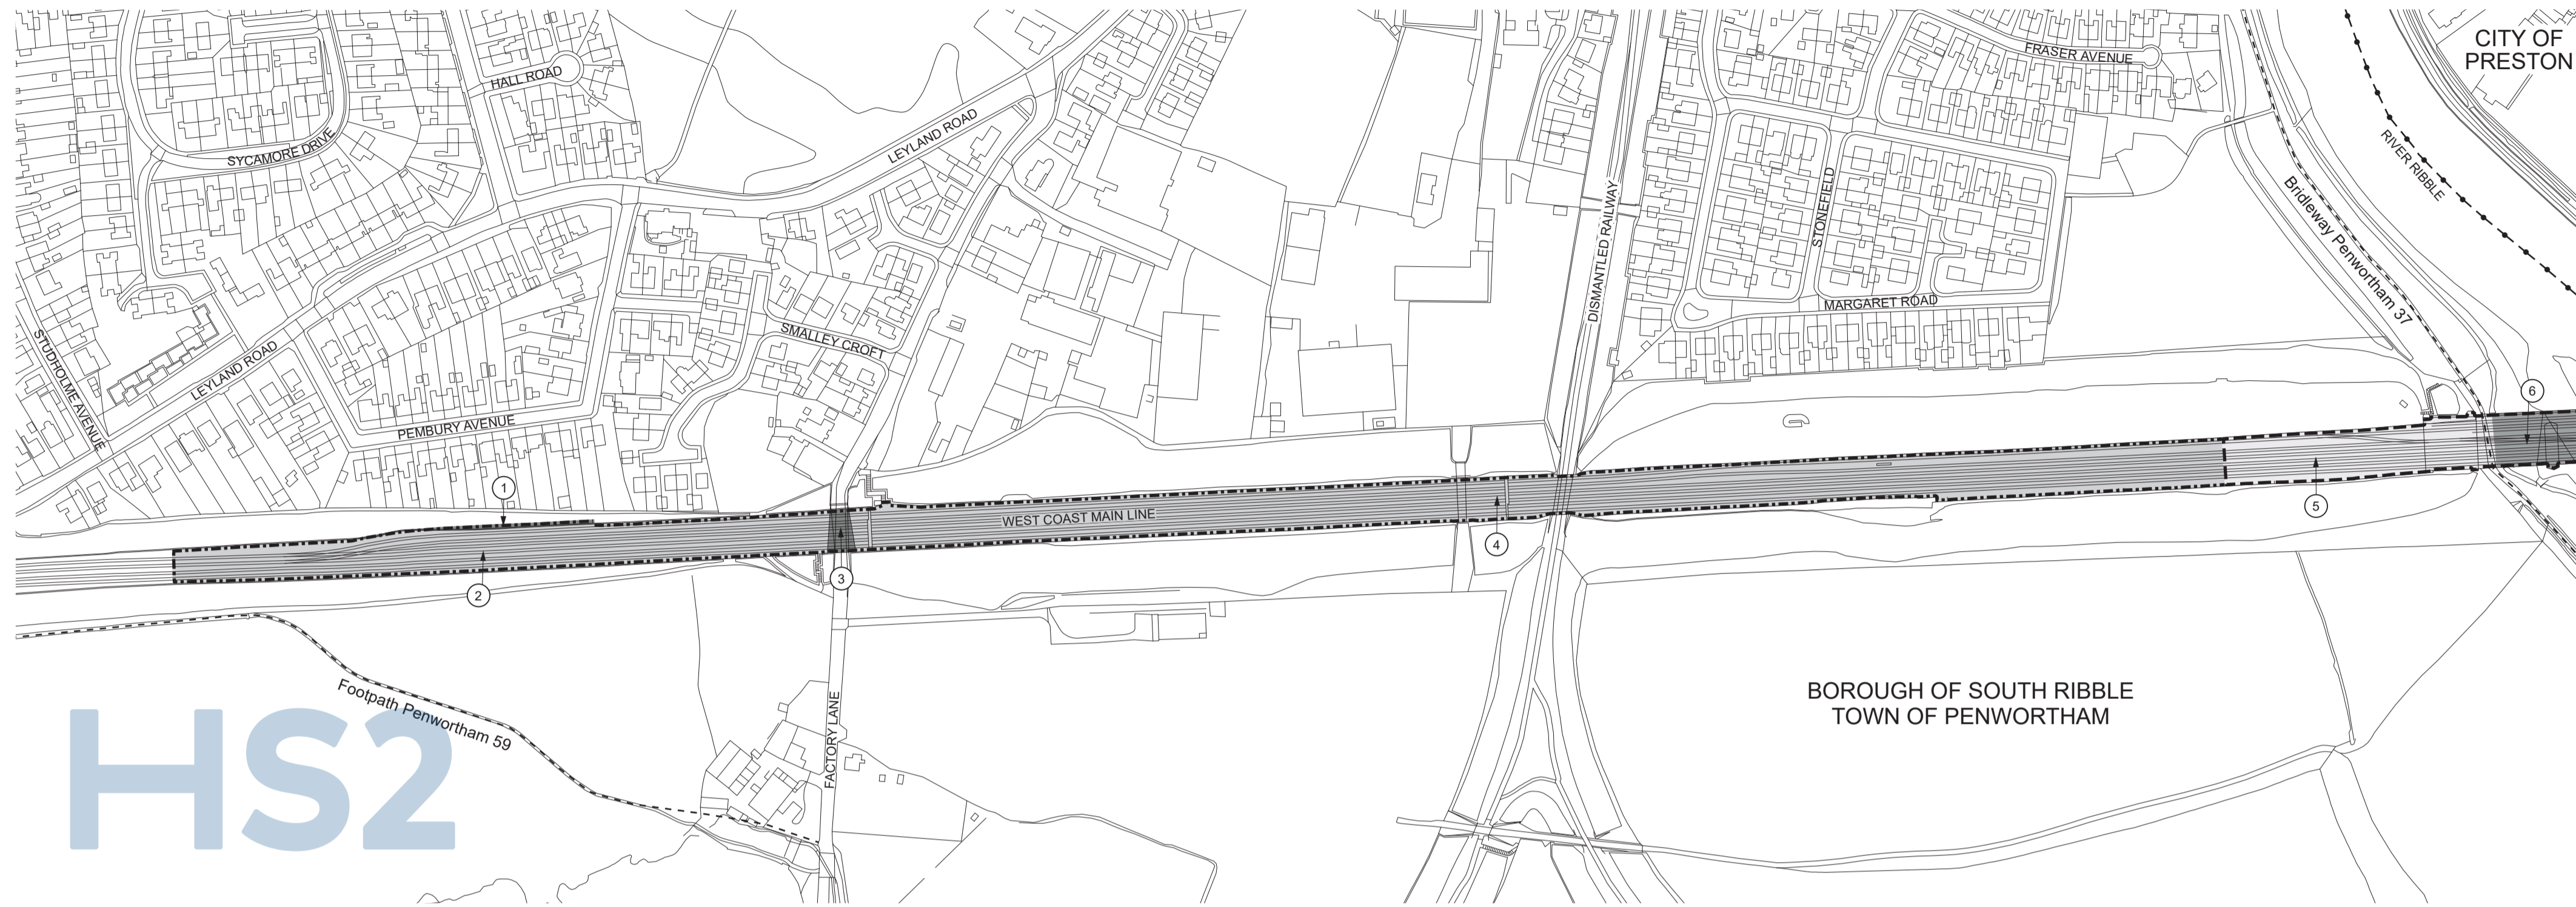 CITY OF
PRESTON
FRASER AVENUE
HALL ROAD
LEYLAND ROAD
SYCAMORE DRIVE
RIVER RIBBLE
STONEFIELD
DISMANTLED RAILWAY
Bridleway Penwortham 37
MARGARET ROAD
SMALLEY CROFT
STUDHOLME AVENUE
LEYLAND ROAD
PEMBURY AVENUE
6
1
WEST COAST MAIN LINE
5
4
3
2
Footpath Penwortham 59
FACTORY LANE
BOROUGH OF SOUTH RIBBLE
TOWN OF PENWORTHAM
HS2